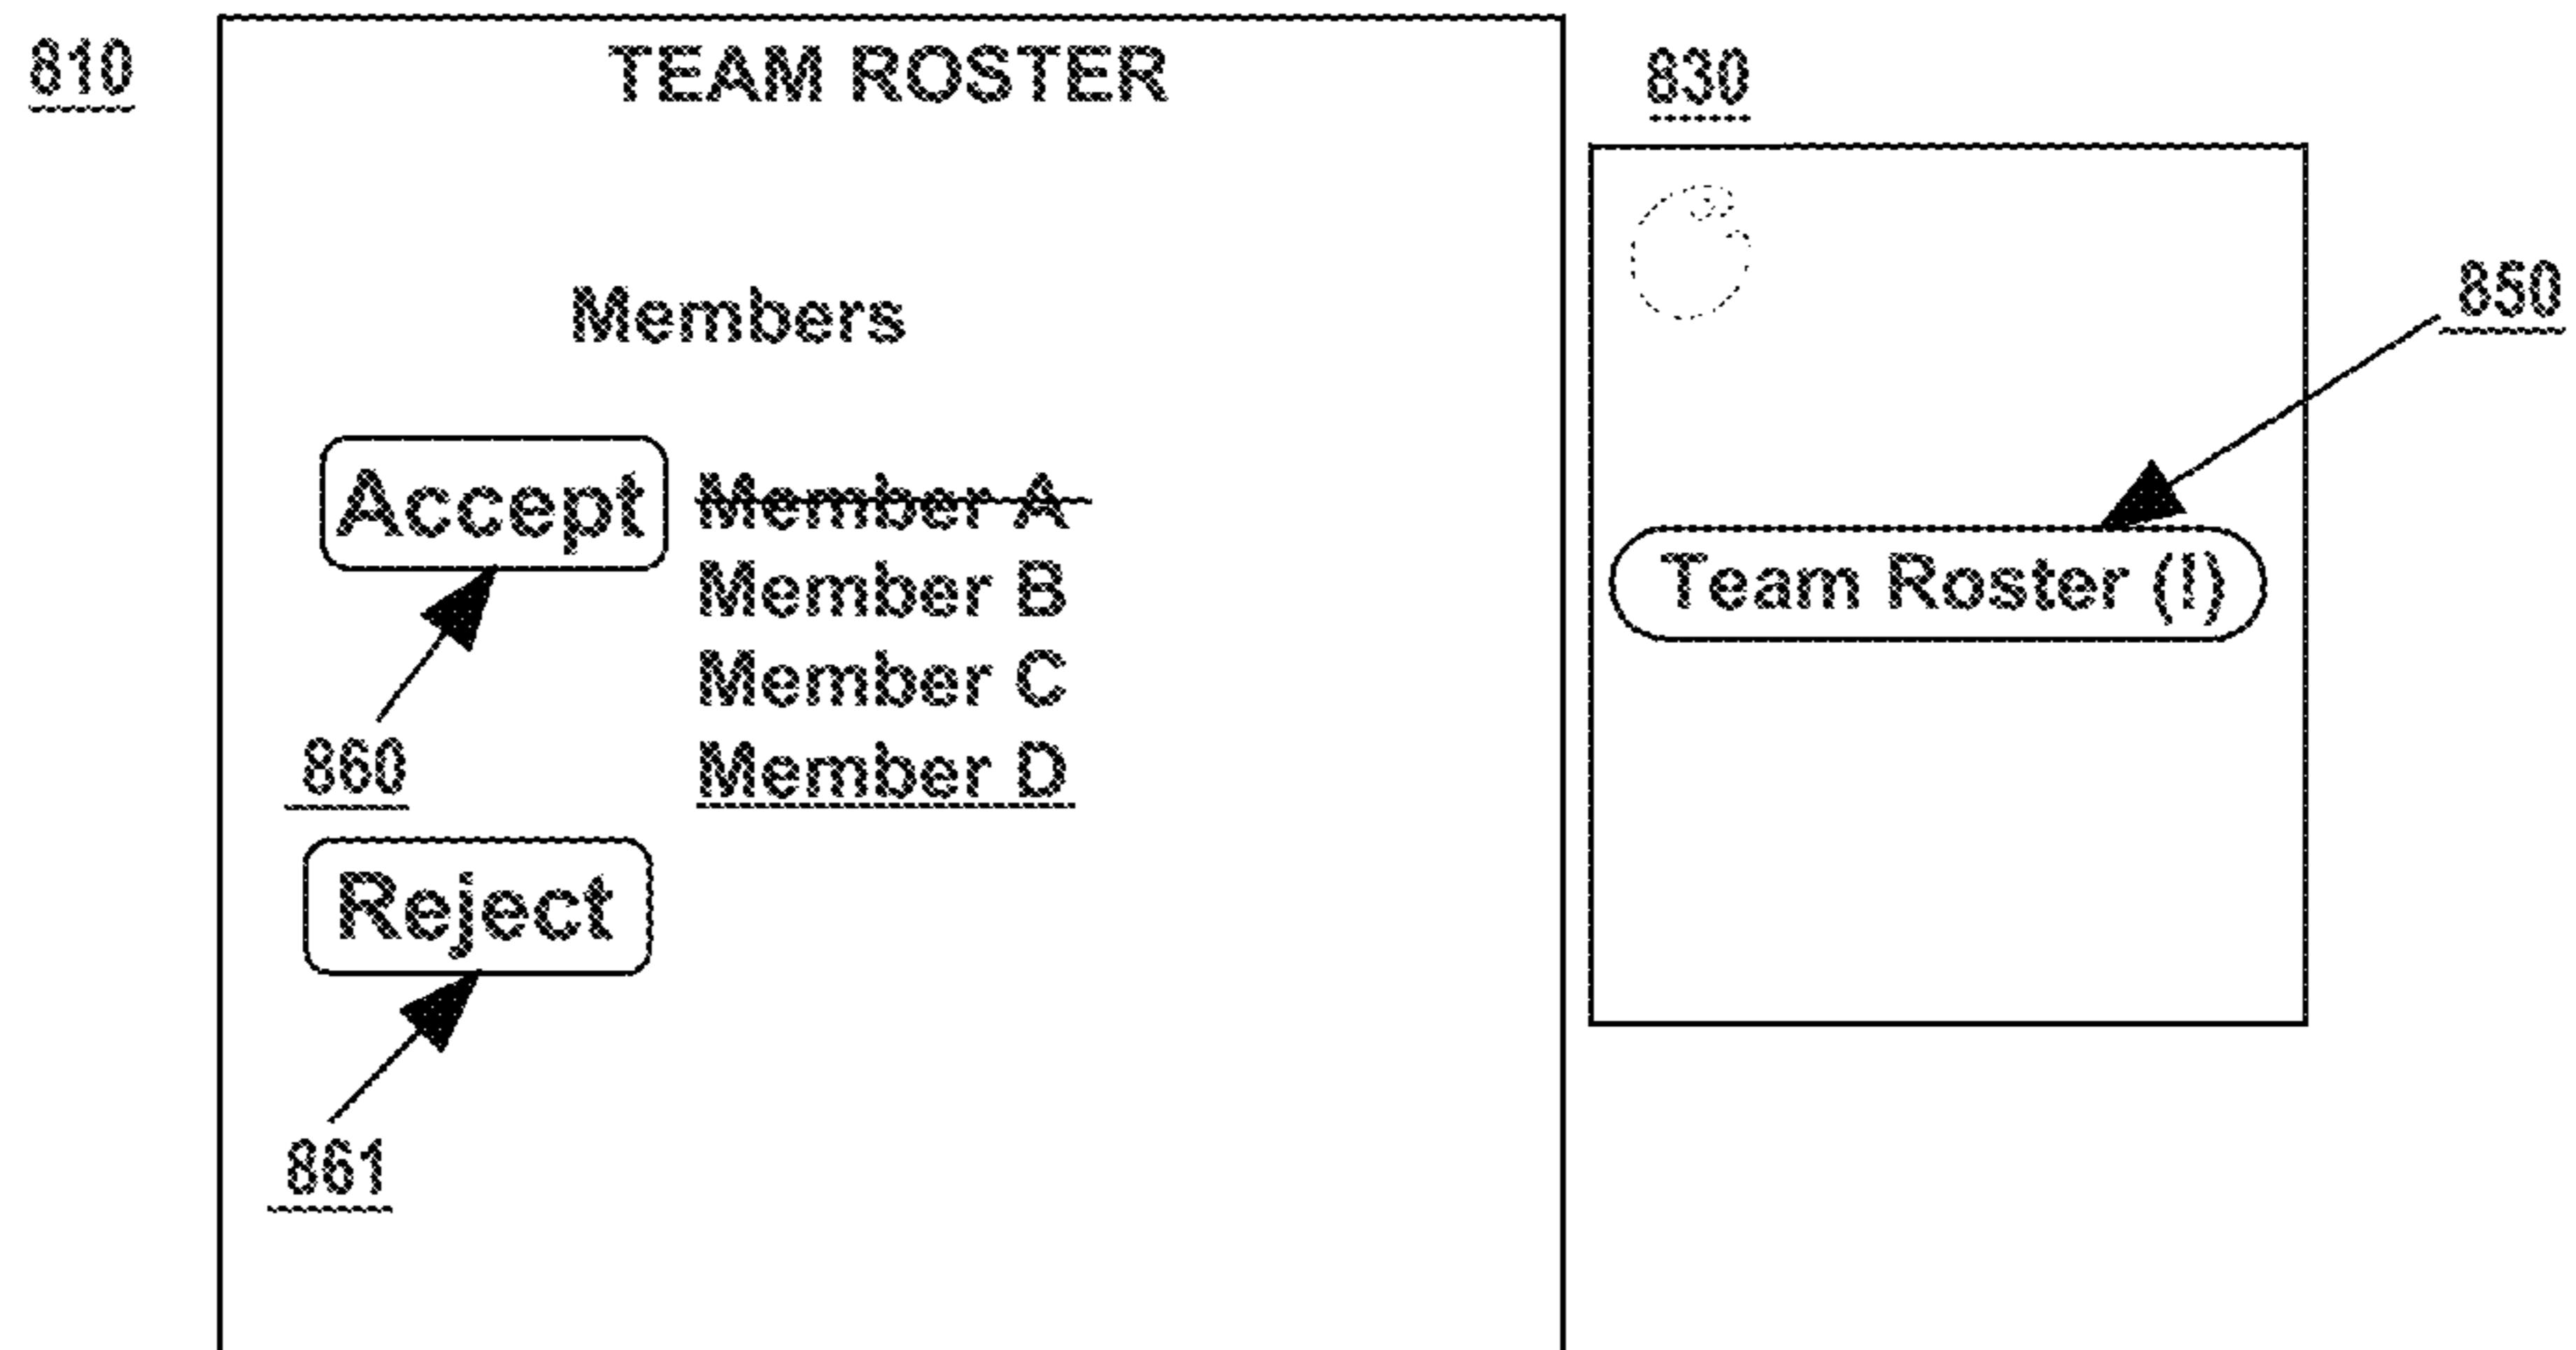 810
TEAM ROSTER
830
Members
850
Accept
Member A
Member B
Team Roster (!)
Member C
860
Member D
Reject
861